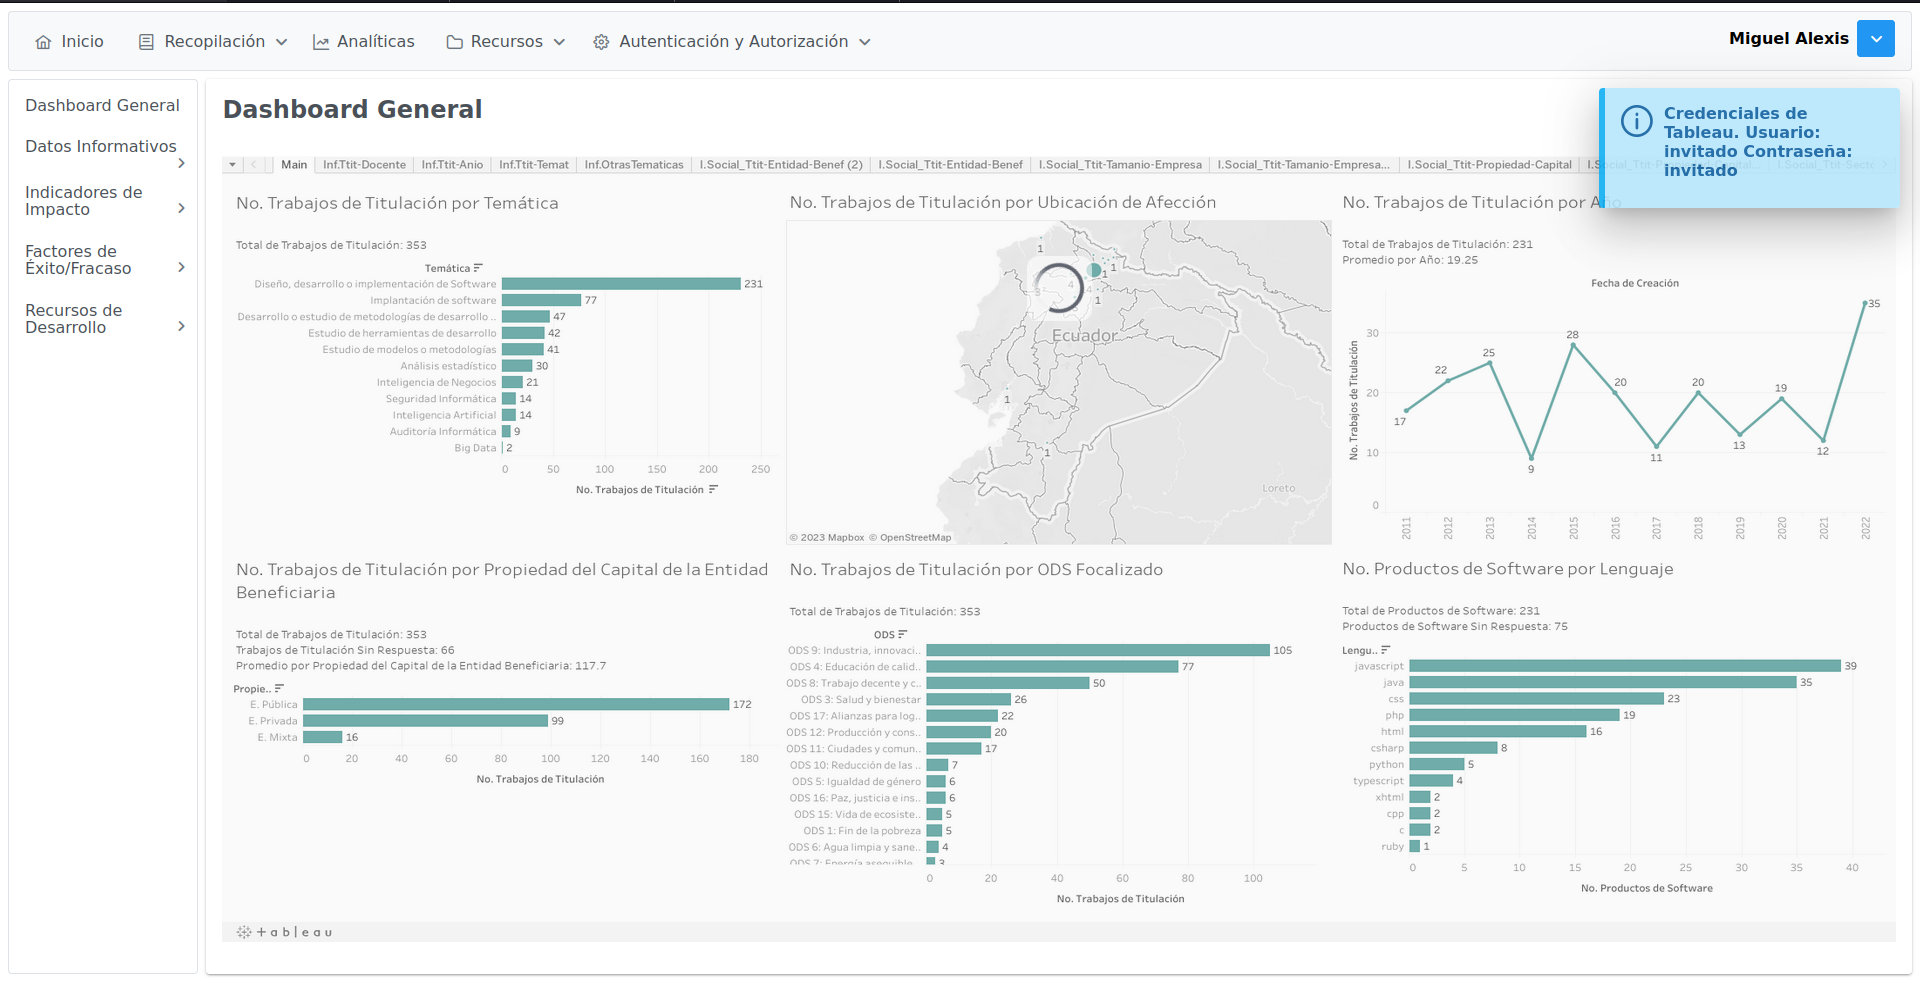 Inicio
Recopilación
Analíticas
Recursos
Autenticación y Autorización
Miguel Alexis
Dashboard General
Datos Informativos
Indicadores de
Impacto
Factores de
Éxito/Fracaso
Recursos de
Desarrollo
Dashboard General
Credenciales de
Tableau. Usuario:
invitado Contraseña:
invitado
Main
Inf.Ttit-Docente
Inf.Ttit-Anio
Inf.Ttit-Temat
Inf.OtrasTematicas
I.Social_Ttit-Entidad-Benef (2)
I.Social_Ttit-Entidad-Benef
I.Social_Ttit-Tamanio-Empresa
I.Social_Ttit-Tamanio-Empresa...
I.Social_Ttit-Propiedad-Capital
No. Trabajos de Titulación por Temática
Total de Trabajos de Titulación: 353
Temática
Diseño, desarrollo o implementación de Software 231
Implantación de software 77
Desarrollo o estudio de metodologías de desarrollo .. 47
Estudio de herramientas de desarrollo 42
Estudio de modelos o metodologías 41
Análisis estadístico 30
Inteligencia de Negocios 21
Seguridad Informática 14
Inteligencia Artificial 14
Auditoría Informática 9
Big Data 2
0 50 100 150 200 250
No. Trabajos de Titulación
No. Trabajos de Titulación por Ubicación de Afección
1
1
1
4
1
Ecuador
1
1
Loreto
© 2023 Mapbox © OpenStreetMap
No. Trabajos de Titulación por Año
Total de Trabajos de Titulación: 231
Promedio por Año: 19.25
Fecha de Creación
No. Trabajos de Titulación
30
20
10
0
17 22 25 9 28 20 11 20 13 19 12 35
2011 2012 2013 2014 2015 2016 2017 2018 2019 2020 2021 2022
No. Trabajos de Titulación por Propiedad del Capital de la Entidad
Beneficiaria
Total de Trabajos de Titulación: 353
Trabajos de Titulación Sin Respuesta: 66
Promedio por Propiedad del Capital de la Entidad Beneficiaria: 117.7
Propie..
E. Pública 172
E. Privada 99
E. Mixta 16
0 20 40 60 80 100 120 140 160 180
No. Trabajos de Titulación
No. Trabajos de Titulación por ODS Focalizado
Total de Trabajos de Titulación: 353
ODS
ODS 9: Industria, innovaci.. 105
ODS 4: Educación de calid.. 77
ODS 8: Trabajo decente y c.. 50
ODS 3: Salud y bienestar 26
ODS 17: Alianzas para log.. 22
ODS 12: Producción y cons.. 20
ODS 11: Ciudades y comun.. 17
ODS 10: Reducción de las .. 7
ODS 5: Igualdad de género 6
ODS 16: Paz, justicia e ins.. 6
ODS 15: Vida de ecosiste.. 5
ODS 1: Fin de la pobreza 5
ODS 6: Agua limpia y sane.. 4
ODS 7: Energía asequible .. 3
0 20 40 60 80 100
No. Trabajos de Titulación
No. Productos de Software por Lenguaje
Total de Productos de Software: 231
Productos de Software Sin Respuesta: 75
Lengu..
javascript 39
java 35
css 23
php 19
html 16
csharp 8
python 5
typescript 4
xhtml 2
cpp 2
c 2
ruby 1
0 5 10 15 20 25 30 35 40
No. Productos de Software
+ableau